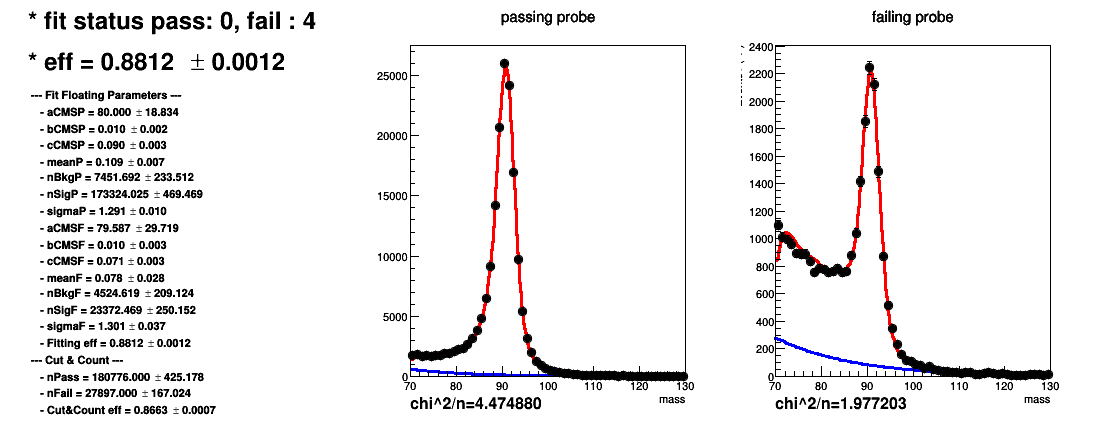 * fit status pass: 0, fail : 4
* eff = 0.8812 ± 0.0012
--- Fit Floating Parameters ---
- aCMSP = 80.000 ± 18.834
- bCMSP = 0.010 ± 0.002
- cCMSP = 0.090 ± 0.003
- meanP = 0.109 ± 0.007
- nBkgP = 7451.692 ± 233.512
- nSigP = 173324.025 ± 469.469
- sigmaP = 1.291 ± 0.010
- aCMSF = 79.587 ± 29.719
- bCMSF = 0.010 ± 0.003
- cCMSF = 0.071 ± 0.003
- meanF = 0.078 ± 0.028
- nBkgF = 4524.619 ± 209.124
- nSigF = 23372.469 ± 250.152
- sigmaF = 1.301 ± 0.037
- Fitting eff = 0.8812 ± 0.0012
--- Cut & Count ---
- nPass = 180776.000 ± 425.178
- nFail = 27897.000 ± 167.024
- Cut&Count eff = 0.8663 ± 0.0007
passing probe
25000
20000
15000
10000
5000
0
70 80 90 100 110 120 130
mass
chi^2/n=4.474880
failing probe
2400
2200
2000
1800
1600
1400
1200
1000
800
600
400
200
0
70 80 90 100 110 120 130
mass
chi^2/n=1.977203